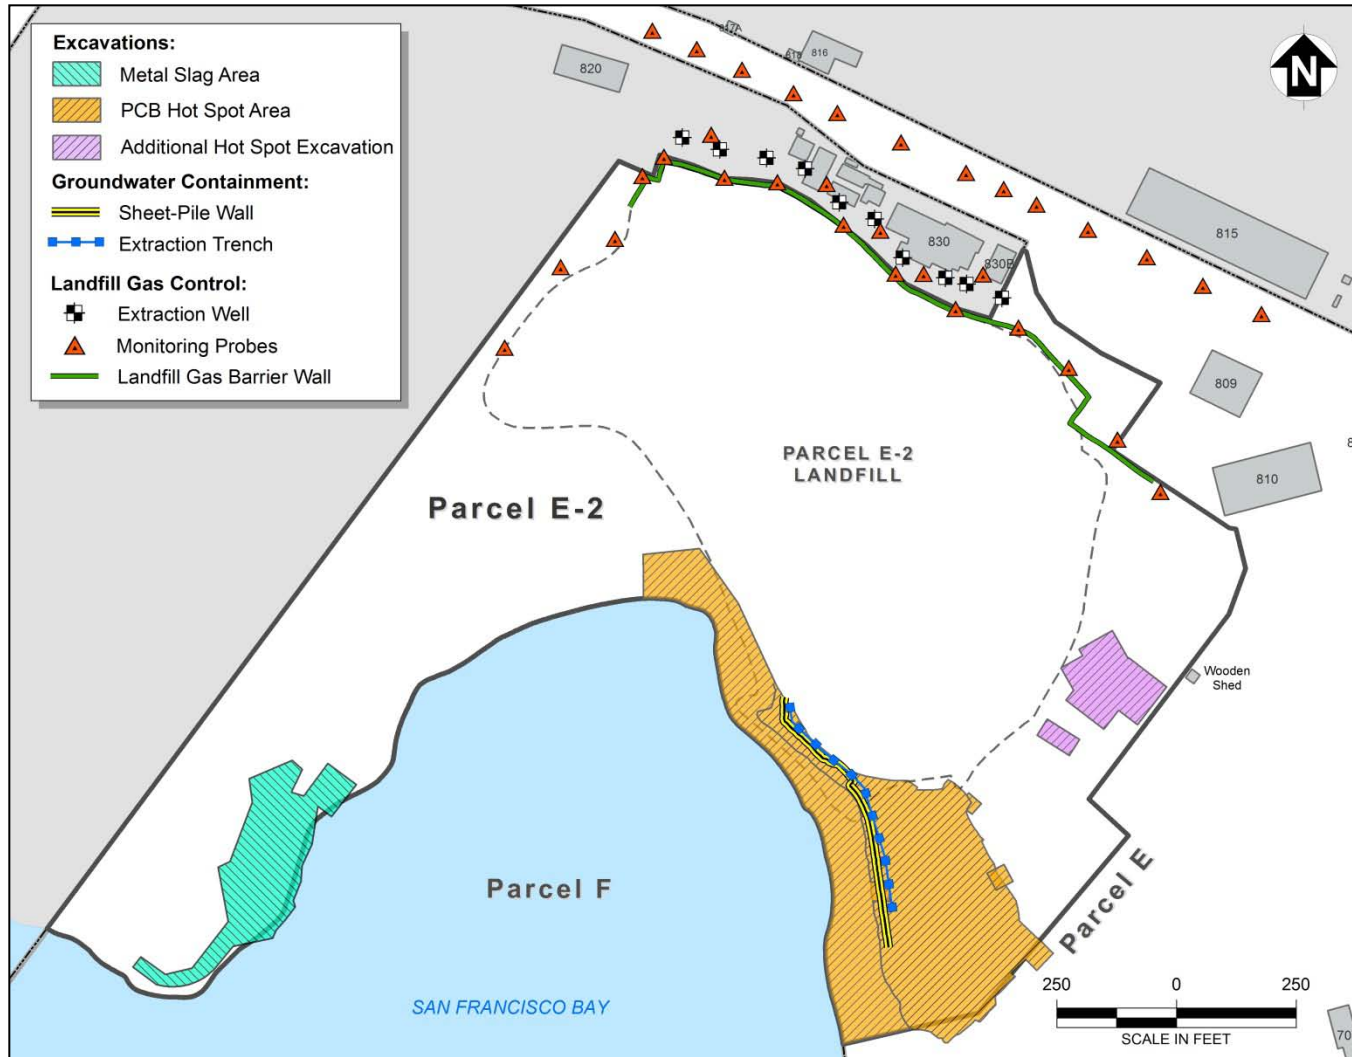 Excavations:
Metal Slag Area
PCB Hot Spot Area
Additional Hot Spot Excavation
Groundwater Containment:
Sheet-Pile Wall
Extraction Trench
Landfill Gas Control:
Extraction Well
Monitoring Probes
Landfill Gas Barrier Wall
816
820
N
815
830
830B
809
810
PARCEL E-2
LANDFILL
Parcel E-2
Wooden
Shed
Parcel F
Parcel E
SAN FRANCISCO BAY
250 0 250
SCALE IN FEET